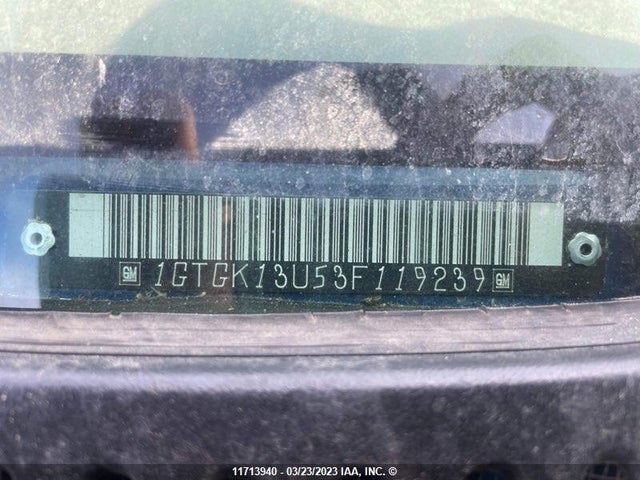 GM 1GTGK13U53F119239 GM
11713940 - 03/23/2023 IAA, INC. ©